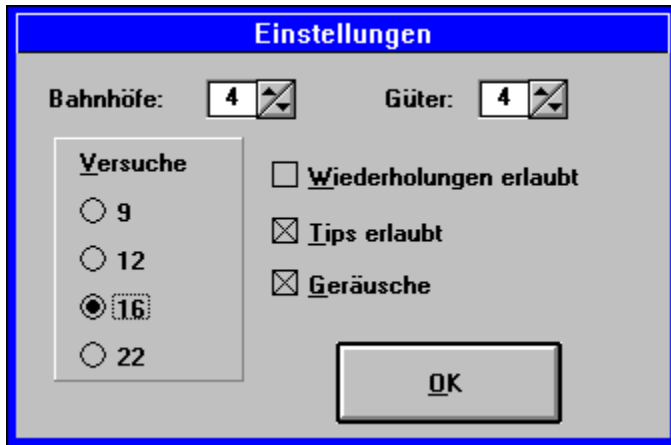 Einstellungen
Bahnhöfe: 4 Güter: 4
Versuche
9
12
16
22
Wiederholungen erlaubt
Tips erlaubt
Geräusche
OK